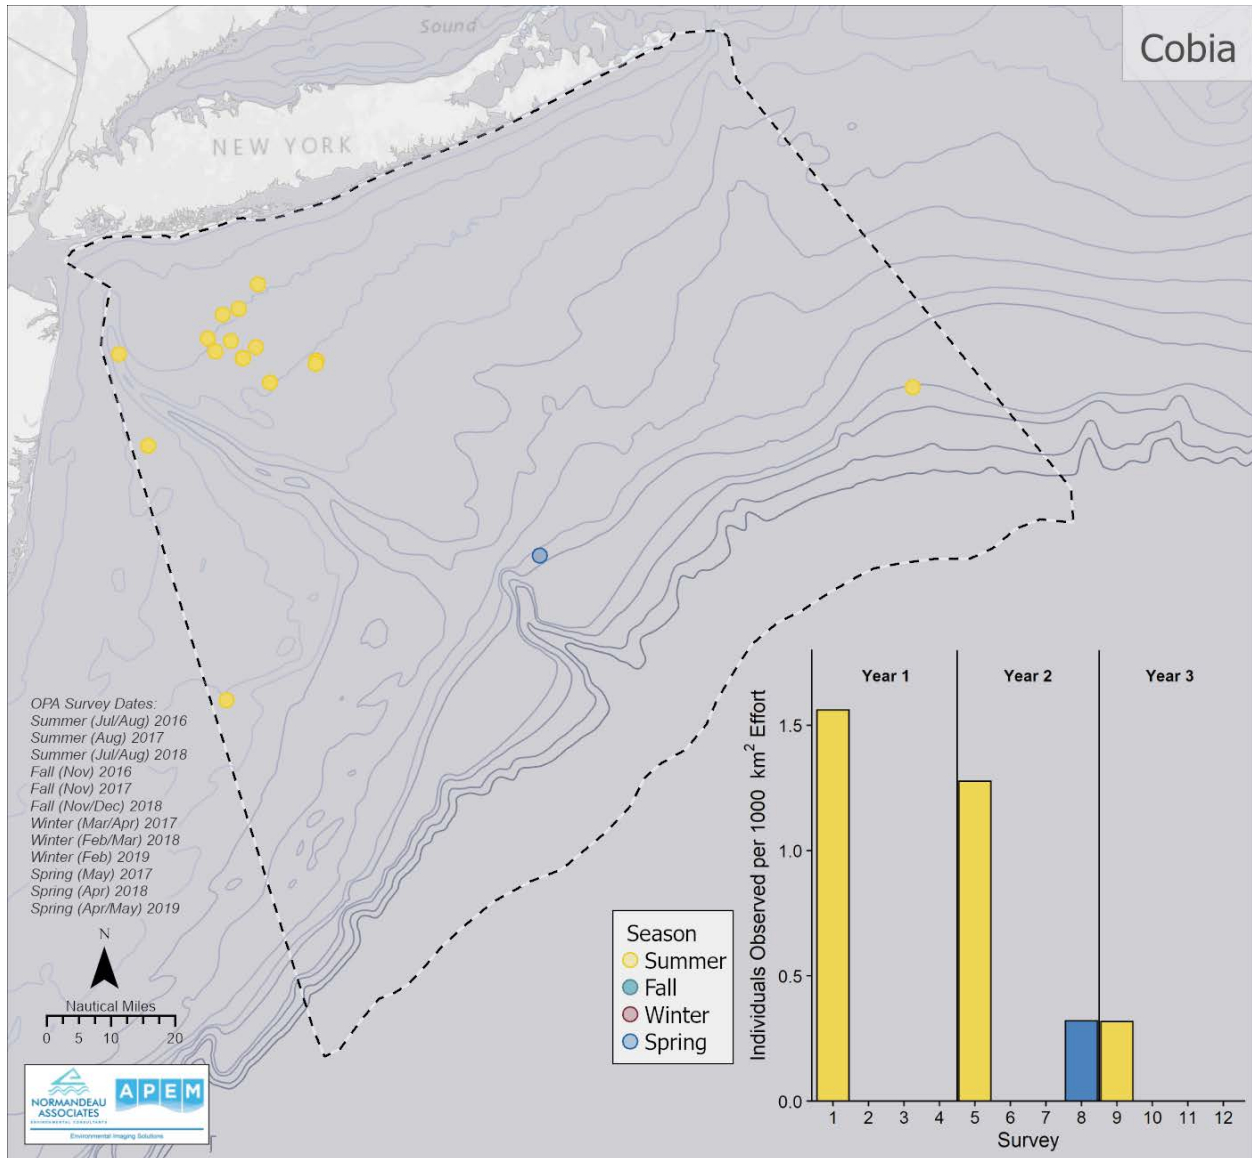 Sound
Cobia
NEW YORK
OPA Survey Dates:
Summer (Jul/Aug) 2016
Summer (Aug) 2017
Summer (Jul/Aug) 2018
Fall (Nov) 2016
Fall (Nov) 2017
Fall (Nov/Dec) 2018
Winter (Mar/Apr) 2017
Winter (Feb/Mar) 2018
Winter (Feb) 2019
Spring (May) 2017
Spring (Apr) 2018
Spring (Apr/May) 2019
N
Nautical Miles
0 5 10 20
NORMANDEAU
ASSOCIATES
ENVIRONMENTAL CONSULTANTS
APEM
Environmental Imaging Solutions
Season
Summer
Fall
Winter
Spring
Year 1 Year 2 Year 3
Individuals Observed per 1000 km² Effort
1.5
1.0
0.5
0.0
1 2 3 4 5 6 7 8 9 10 11 12
Survey